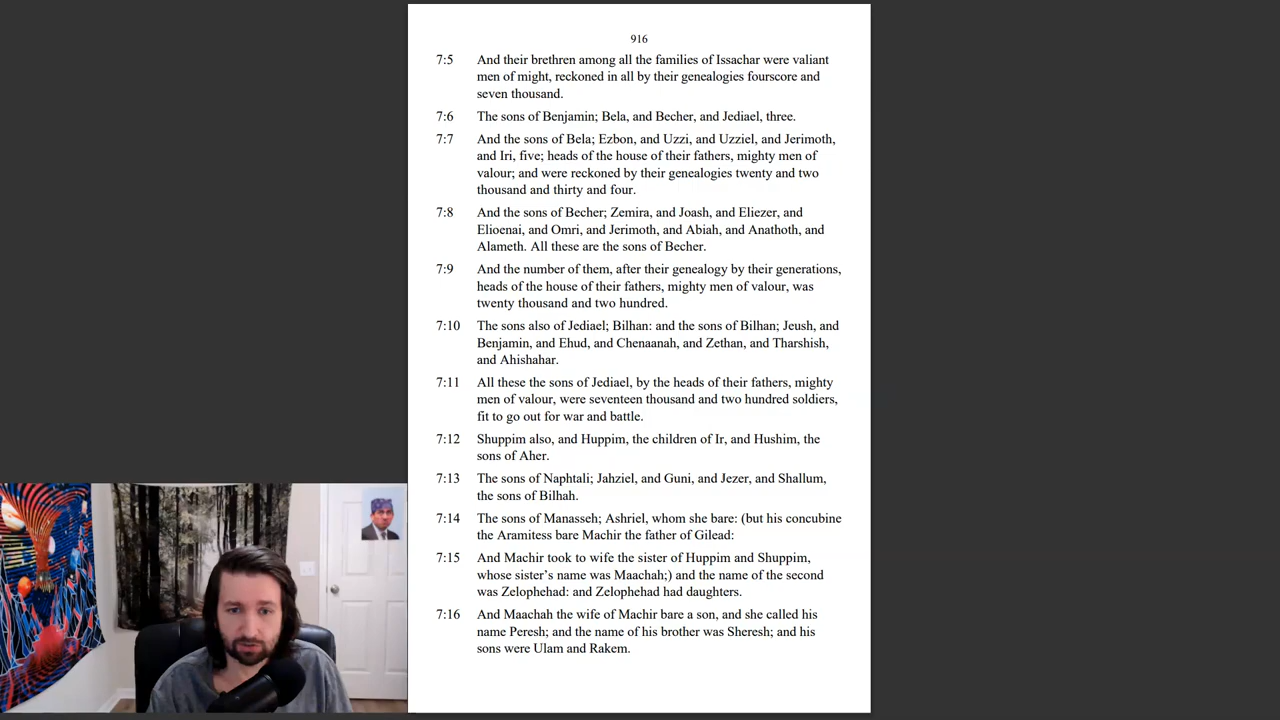 916
7:5 And their brethren among all the families of Issachar were valiant
men of might, reckoned in all by their genealogies fourscore and
seven thousand.
7:6 The sons of Benjamin; Bela, and Becher, and Jediael, three.
7:7 And the sons of Bela; Ezbon, and Uzzi, and Uzziel, and Jerimoth,
and Iri, five; heads of the house of their fathers, mighty men of
valour; and were reckoned by their genealogies twenty and two
thousand and thirty and four.
7:8 And the sons of Becher; Zemira, and Joash, and Eliezer, and
Elioenai, and Omri, and Jerimoth, and Abiah, and Anathoth, and
Alameth. All these are the sons of Becher.
7:9 And the number of them, after their genealogy by their generations,
heads of the house of their fathers, mighty men of valour, was
twenty thousand and two hundred.
7:10 The sons also of Jediael; Bilhan: and the sons of Bilhan; Jeush, and
Benjamin, and Ehud, and Chenaanah, and Zethan, and Tharshish,
and Ahishahar.
7:11 All these the sons of Jediael, by the heads of their fathers, mighty
men of valour, were seventeen thousand and two hundred soldiers,
fit to go out for war and battle.
7:12 Shuppim also, and Huppim, the children of Ir, and Hushim, the
sons of Aher.
7:13 The sons of Naphtali; Jahziel, and Guni, and Jezer, and Shallum,
the sons of Bilhah.
7:14 The sons of Manasseh; Ashriel, whom she bare: (but his concubine
the Aramitess bare Machir the father of Gilead:
7:15 And Machir took to wife the sister of Huppim and Shuppim,
whose sister’s name was Maachah;) and the name of the second
was Zelophehad: and Zelophehad had daughters.
7:16 And Maachah the wife of Machir bare a son, and she called his
name Peresh; and the name of his brother was Sheresh; and his
sons were Ulam and Rakem.